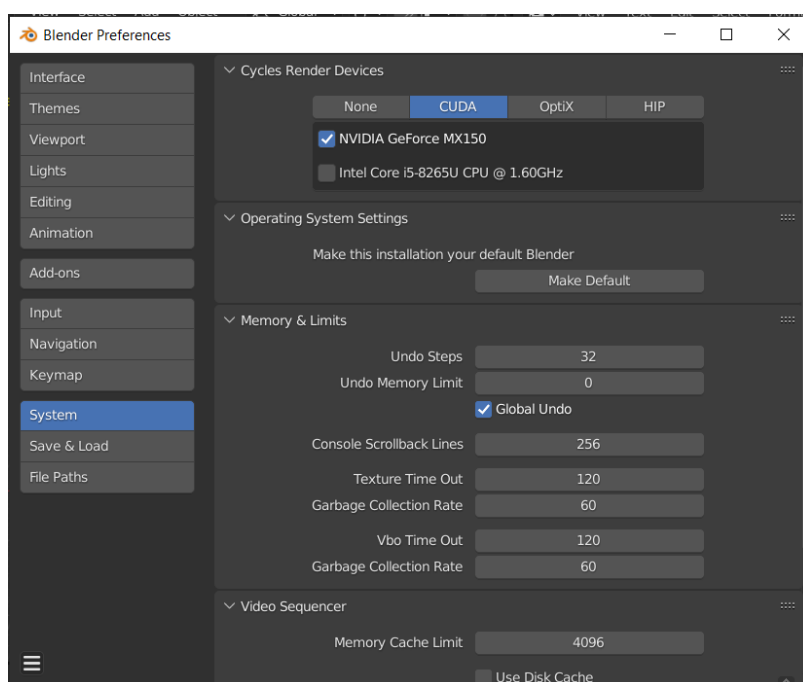 Blender Preferences
Interface
Themes
Viewport
Lights
Editing
Animation
Add-ons
Input
Navigation
Keymap
System
Save & Load
File Paths
Cycles Render Devices
None CUDA OptiX HIP
NVIDIA GeForce MX150
Intel Core i5-8265U CPU @ 1.60GHz
Operating System Settings
Make this installation your default Blender
Make Default
Memory & Limits
Undo Steps 32
Undo Memory Limit 0
Global Undo
Console Scrollback Lines 256
Texture Time Out 120
Garbage Collection Rate 60
Vbo Time Out 120
Garbage Collection Rate 60
Video Sequencer
Memory Cache Limit 4096
Use Disk Cache